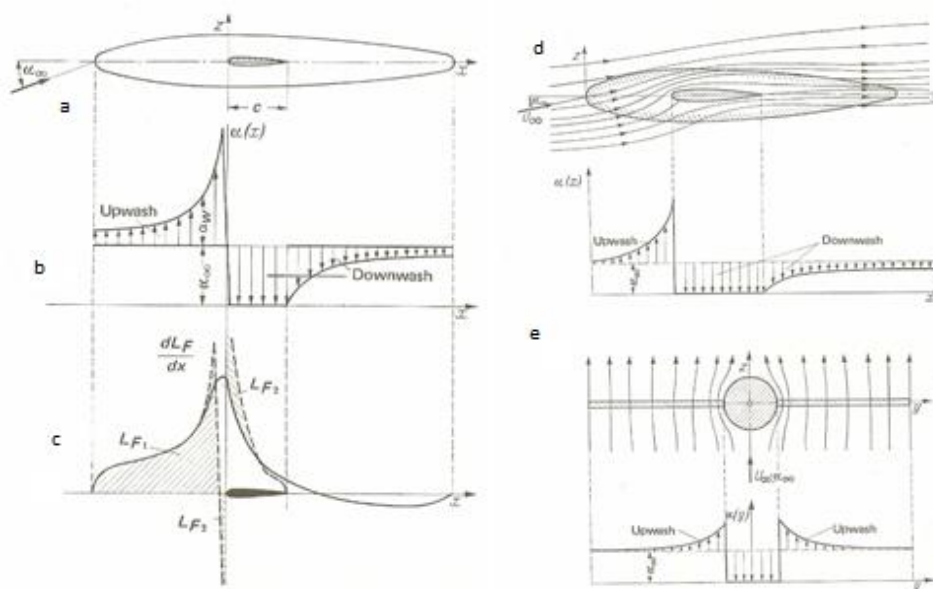 z
α∞
x
a
c
α(x)
Upwash
αw
b
α∞
Downwash
x
dLF
dx
LF2
c
LF1
x
LF3
d
z
U∞
α(x)
Upwash
Downwash
α∞
x
e
z
y
U∞α∞
α(y)
Upwash
Upwash
α∞
y